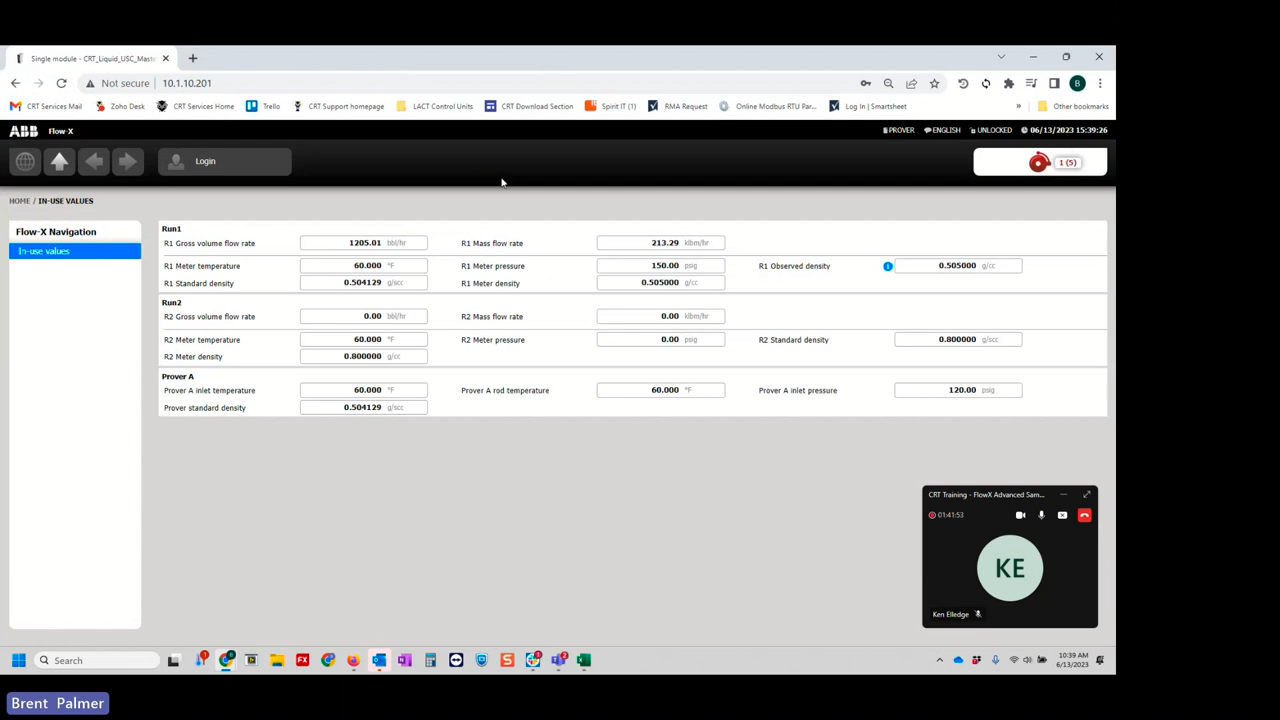 Single module - CRT_Liquid_USC_Maste
Not secure 10.1.10.201
CRT Services Mail Zoho Desk CRT Services Home Trello CRT Support homepage LACT Control Units CRT Download Section Spirit IT (1) RMA Request Online Modbus RTU Par... Log In | Smartsheet » Other bookmarks
B
ABB Flow-X PROVER ENGLISH UNLOCKED 06/13/2023 15:39:26
Login 1 (5)
HOME / IN-USE VALUES
Flow-X Navigation
In-use values
Run1
R1 Gross volume flow rate 1205.01 bbl/hr R1 Mass flow rate 213.29 klbm/hr
R1 Meter temperature 60.000 °F R1 Meter pressure 150.00 psig R1 Observed density i 0.505000 g/cc
R1 Standard density 0.504129 g/scc R1 Meter density 0.505000 g/cc
Run2
R2 Gross volume flow rate 0.00 bbl/hr R2 Mass flow rate 0.00 klbm/hr
R2 Meter temperature 60.000 °F R2 Meter pressure 0.00 psig R2 Standard density 0.800000 g/scc
R2 Meter density 0.800000 g/cc
Prover A
Prover A inlet temperature 60.000 °F Prover A rod temperature 60.000 °F Prover A inlet pressure 120.00 psig
Prover standard density 0.504129 g/scc
CRT Training - FlowX Advanced Sam...
01:41:53
KE
Ken Elledge
Search FX
10:39 AM
6/13/2023
Brent Palmer